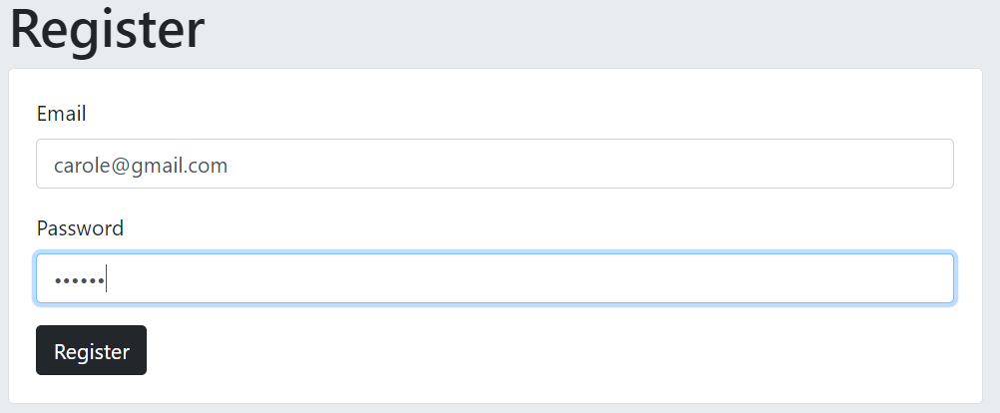 Register
Email
carole@gmail.com
Password
••••••
Register